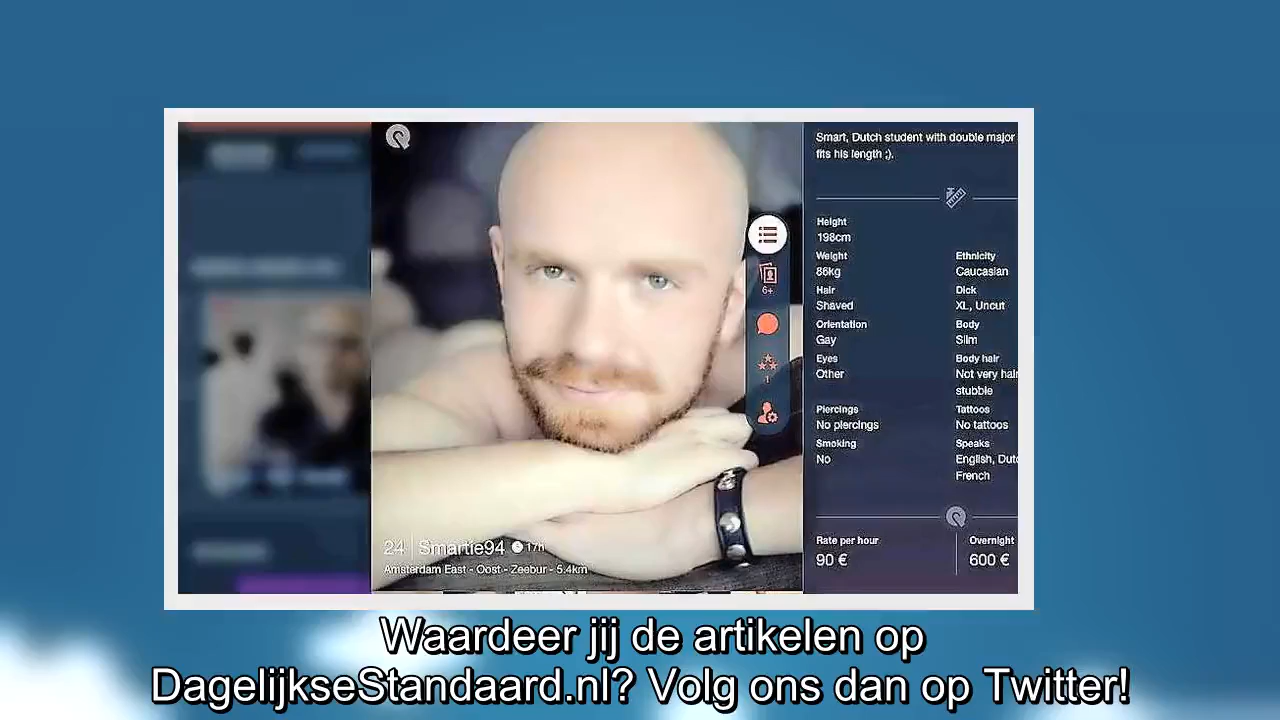 Smart, Dutch student with double major
fits his length ;).
Height
198cm
Weight
86kg
Ethnicity
Caucasian
Hair
Shaved
Dick
XL, Uncut
Orientation
Gay
Body
Slim
Eyes
Other
Body hair
Not very
stubble
Piercings
No piercings
Tattoos
No tattoos
Smoking
No
Speaks
English,
French
Rate per hour
90 €
Overnight
600 €
6+
1
24 Smartie94 17h
Amsterdam East - Oost - Zeebur - 5.4km
Waardeer jij de artikelen op
DagelijkseStandaard.nl? Volg ons dan op Twitter!